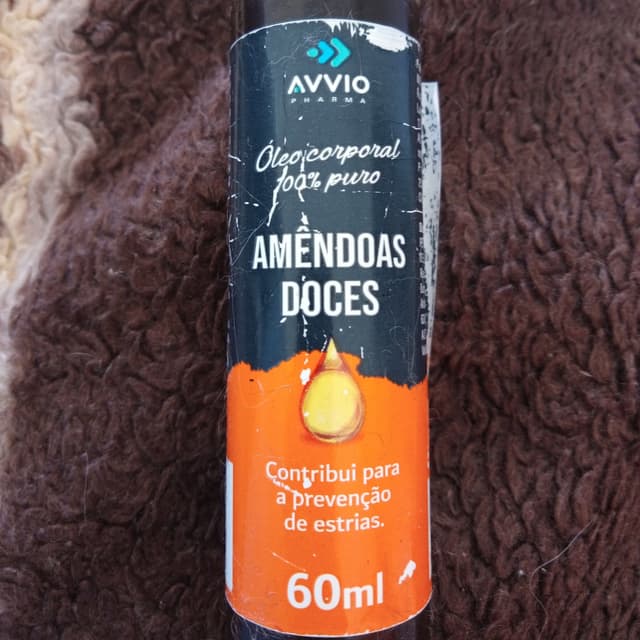 AVVIO
PHARMA
Óleo corporal
100% puro
AMÊNDOAS
DOCES
Contribui para
a prevenção
de estrias.
60ml